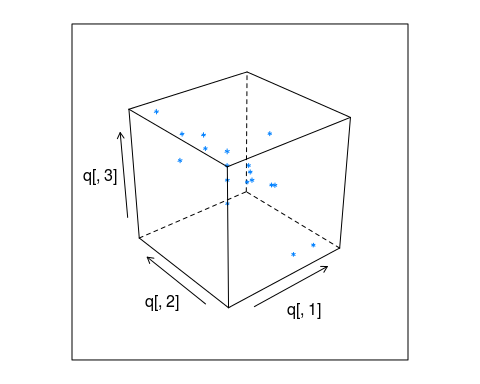 q[, 3]
q[, 2]
q[, 1]